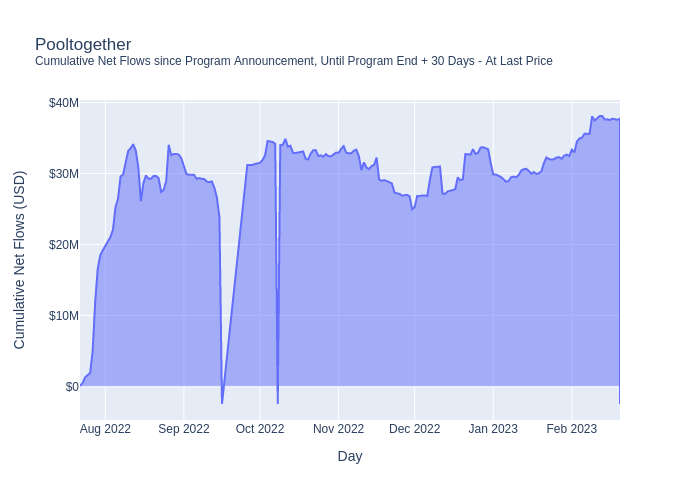 Pooltogether
Cumulative Net Flows since Program Announcement, Until Program End + 30 Days - At Last Price
$40M
$30M
$20M
$10M
$0
Cumulative Net Flows (USD)
Aug 2022
Sep 2022
Oct 2022
Nov 2022
Dec 2022
Jan 2023
Feb 2023
Day